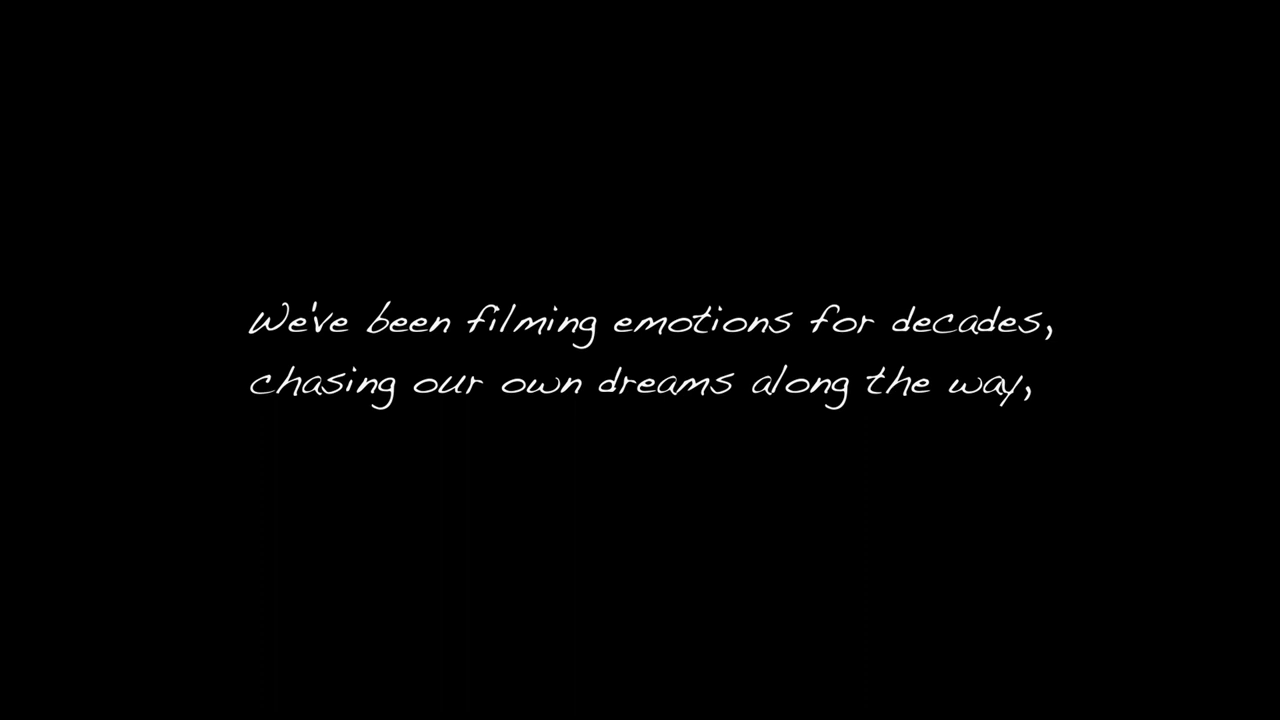 We've been filming emotions for decades,
chasing our own dreams along the way,